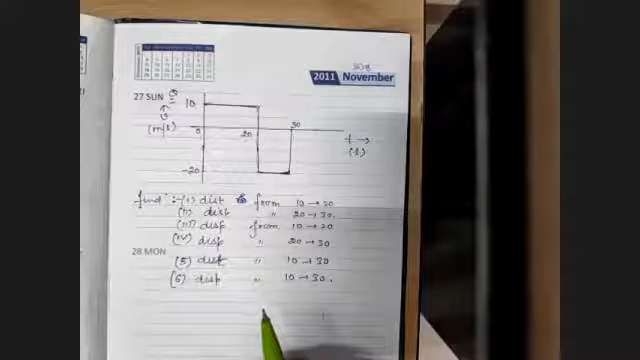 2011 November
27 SUN Q
10
30
v
(m/s) 0 20 t →
-20
find :- (i) dist from 10 → 20
(ii) dist " 20 → 30.
(iii) disp from 10 → 20
(iv) disp " 20 → 30
28 MON
(5) dist " 10 → 30
(6) disp " 10 → 30.